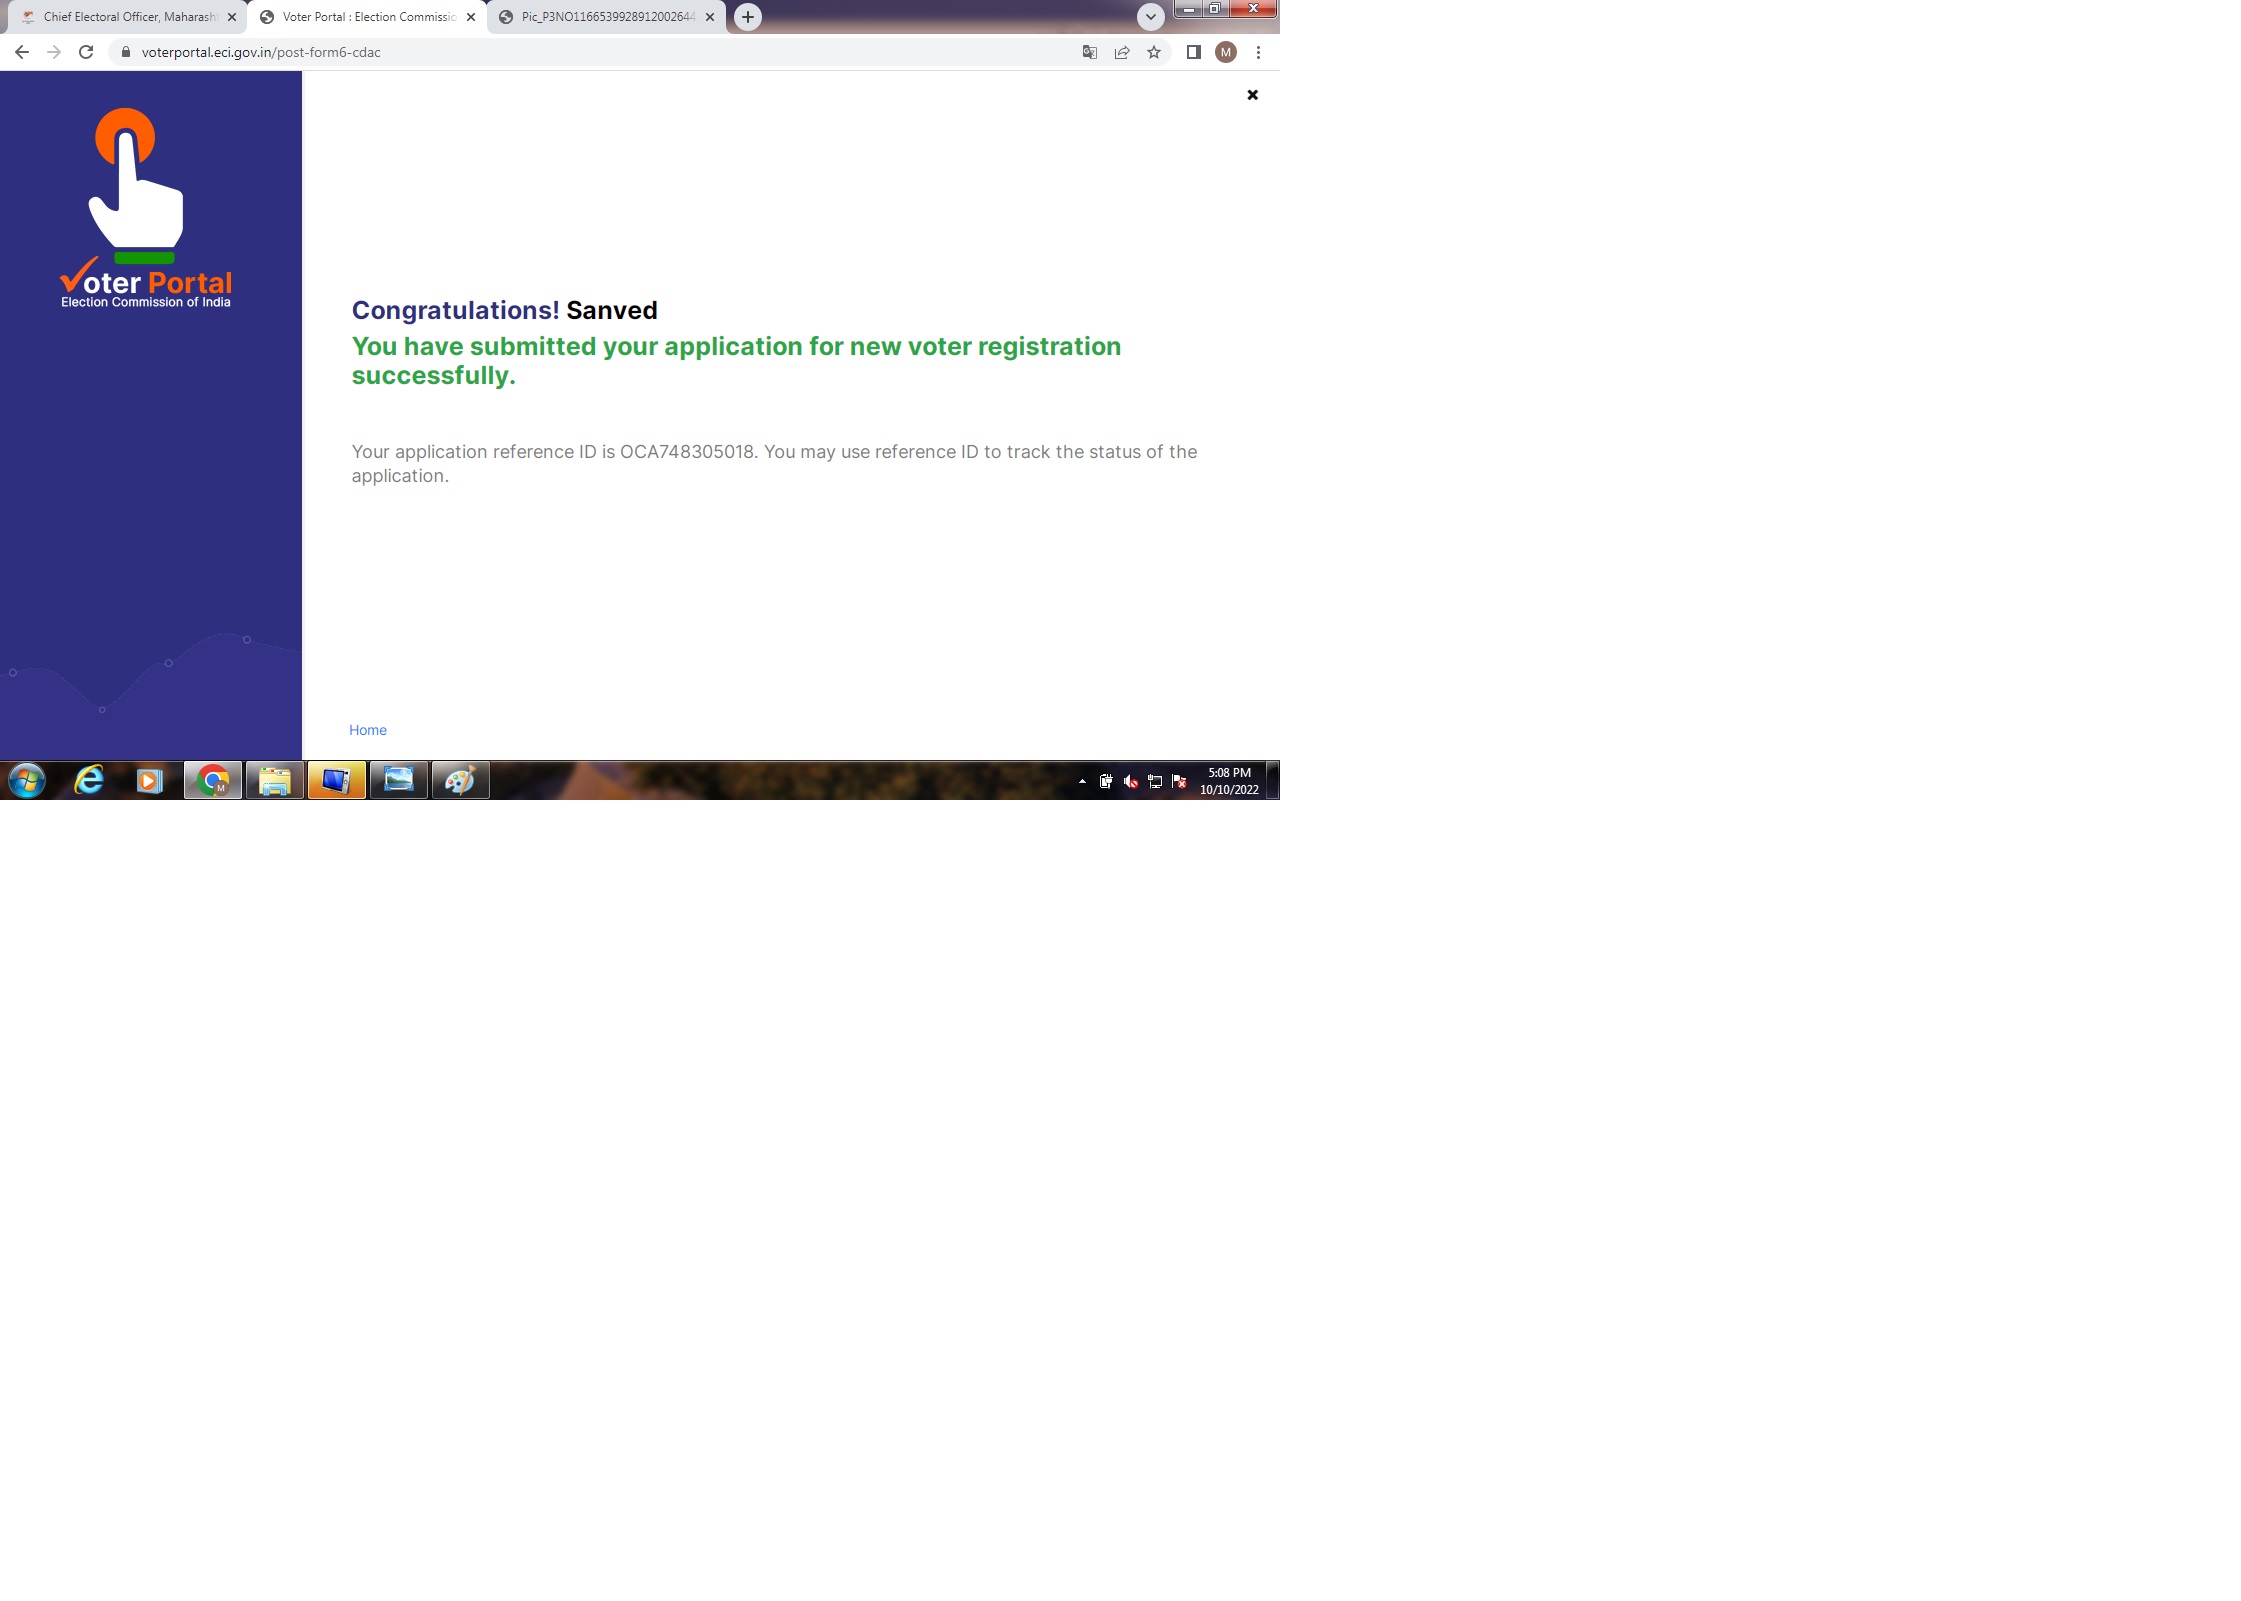 Chief Electoral Officer, Maharasht
Voter Portal : Election Commissio
Pic_P3NO1166539928912002644
voterportal.eci.gov.in/post-form6-cdac
M
Voter Portal
Election Commission of India
Congratulations! Sanved
You have submitted your application for new voter registration
successfully.
Your application reference ID is OCA748305018. You may use reference ID to track the status of the
application.
Home
M
5:08 PM
10/10/2022